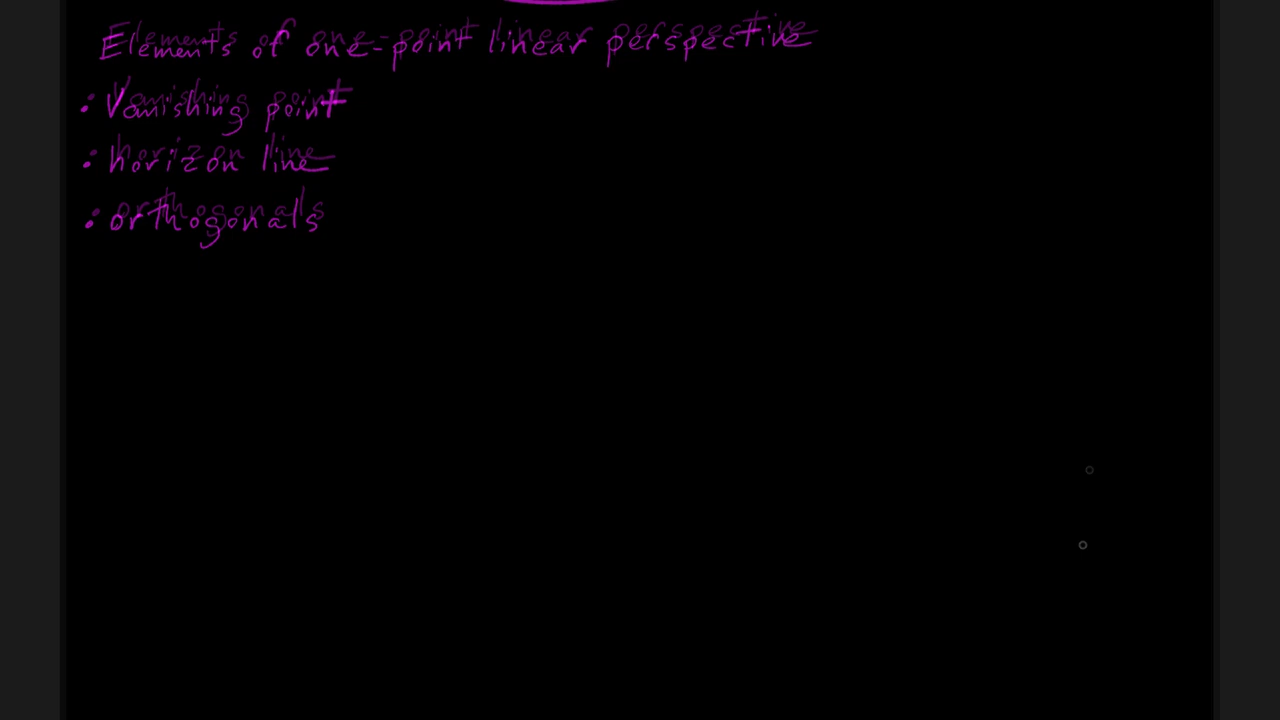 Elements of one-point linear perspective
• Vanishing point
• horizon line
• orthogonals